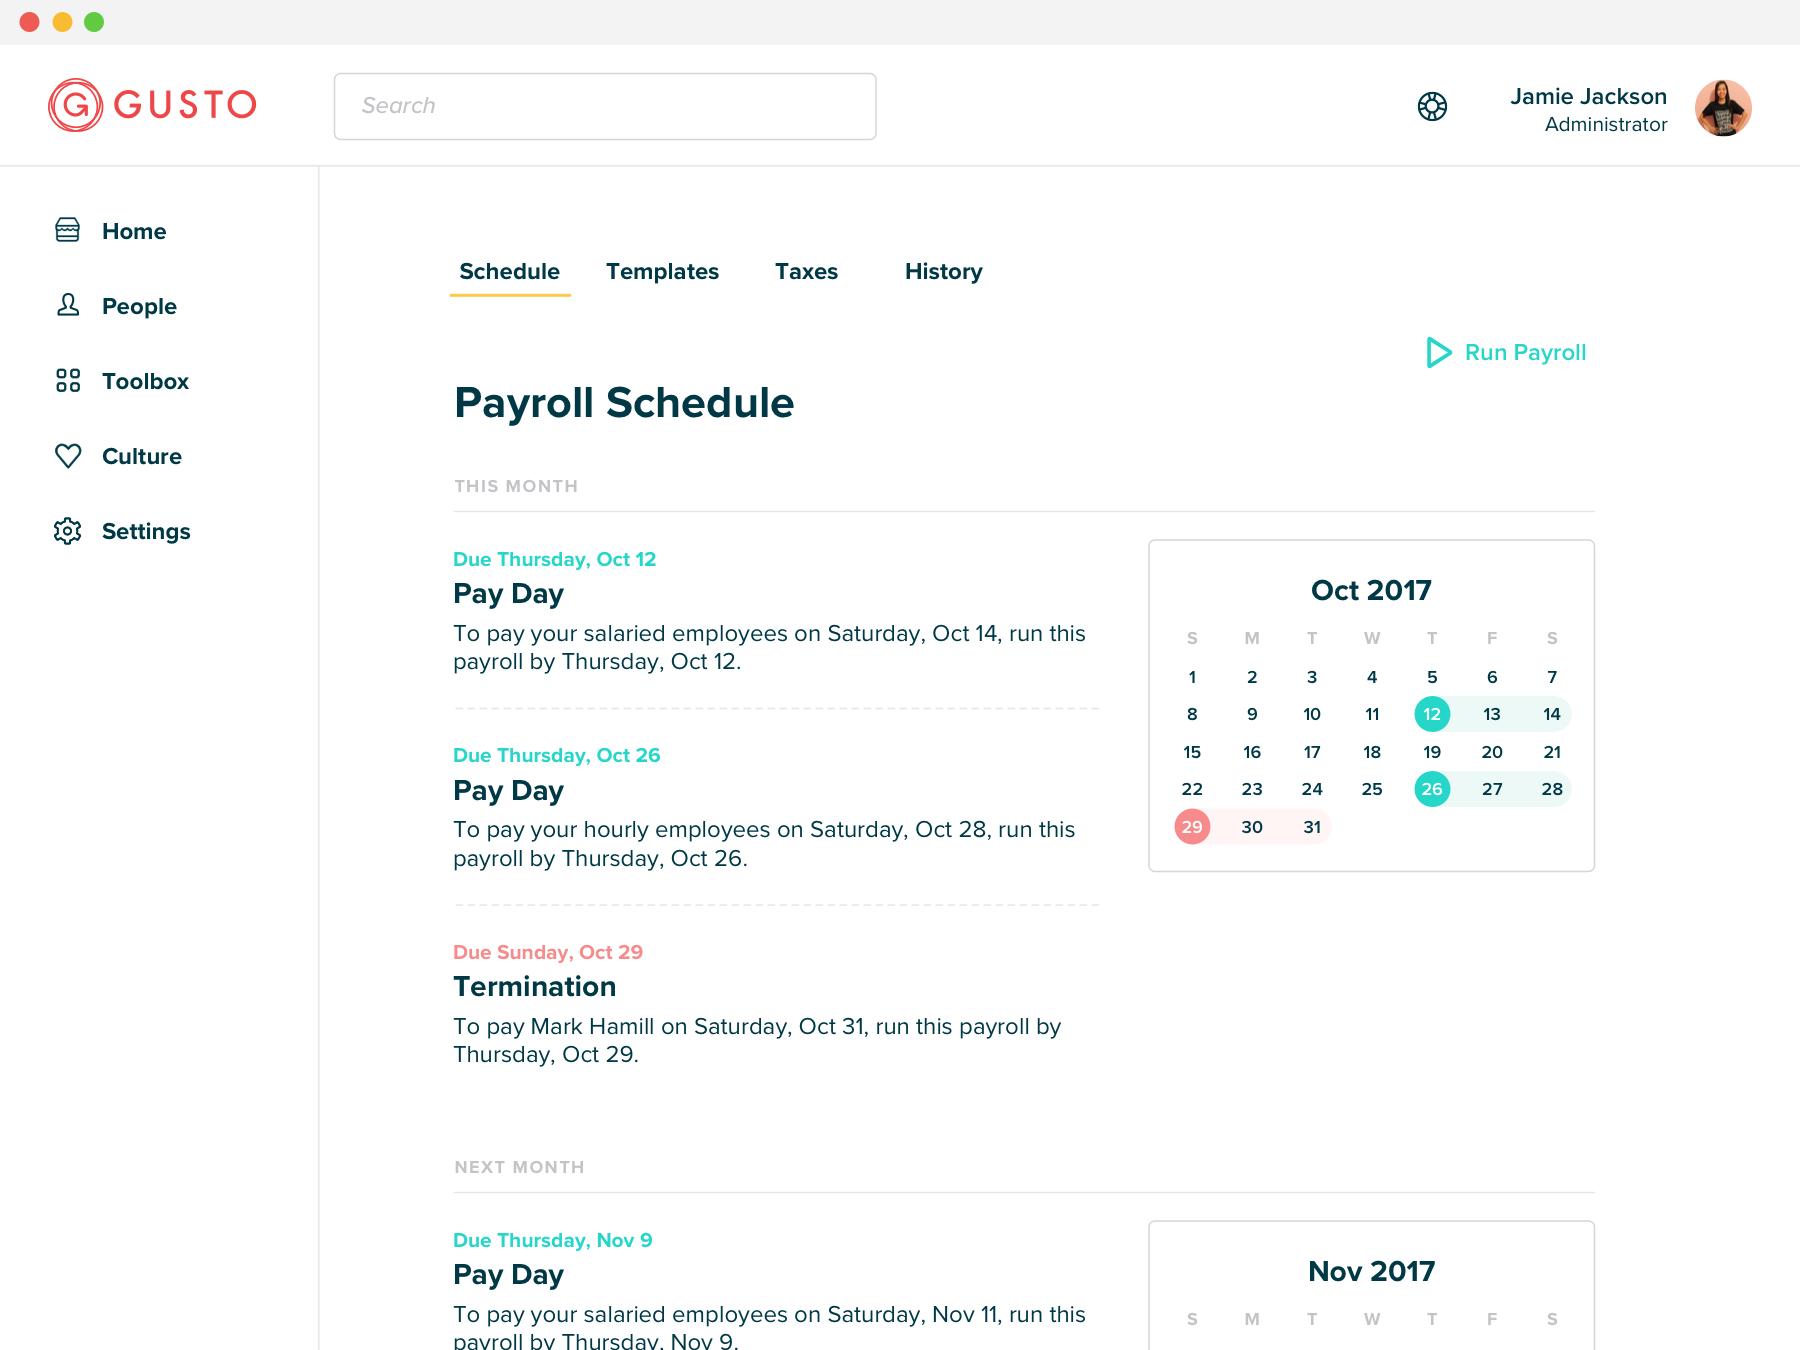 GUSTO
Search
Jamie Jackson
Administrator
Home
People
Toolbox
Culture
Settings
Schedule Templates Taxes History
Run Payroll
Payroll Schedule
THIS MONTH
Due Thursday, Oct 12
Pay Day
To pay your salaried employees on Saturday, Oct 14, run this
payroll by Thursday, Oct 12.
Due Thursday, Oct 26
Pay Day
To pay your hourly employees on Saturday, Oct 28, run this
payroll by Thursday, Oct 26.
Due Sunday, Oct 29
Termination
To pay Mark Hamill on Saturday, Oct 31, run this payroll by
Thursday, Oct 29.
Oct 2017
S M T W T F S
1 2 3 4 5 6 7
8 9 10 11 12 13 14
15 16 17 18 19 20 21
22 23 24 25 26 27 28
29 30 31
NEXT MONTH
Due Thursday, Nov 9
Pay Day
To pay your salaried employees on Saturday, Nov 11, run this
payroll by Thursday, Nov 9.
Nov 2017
S M T W T F S